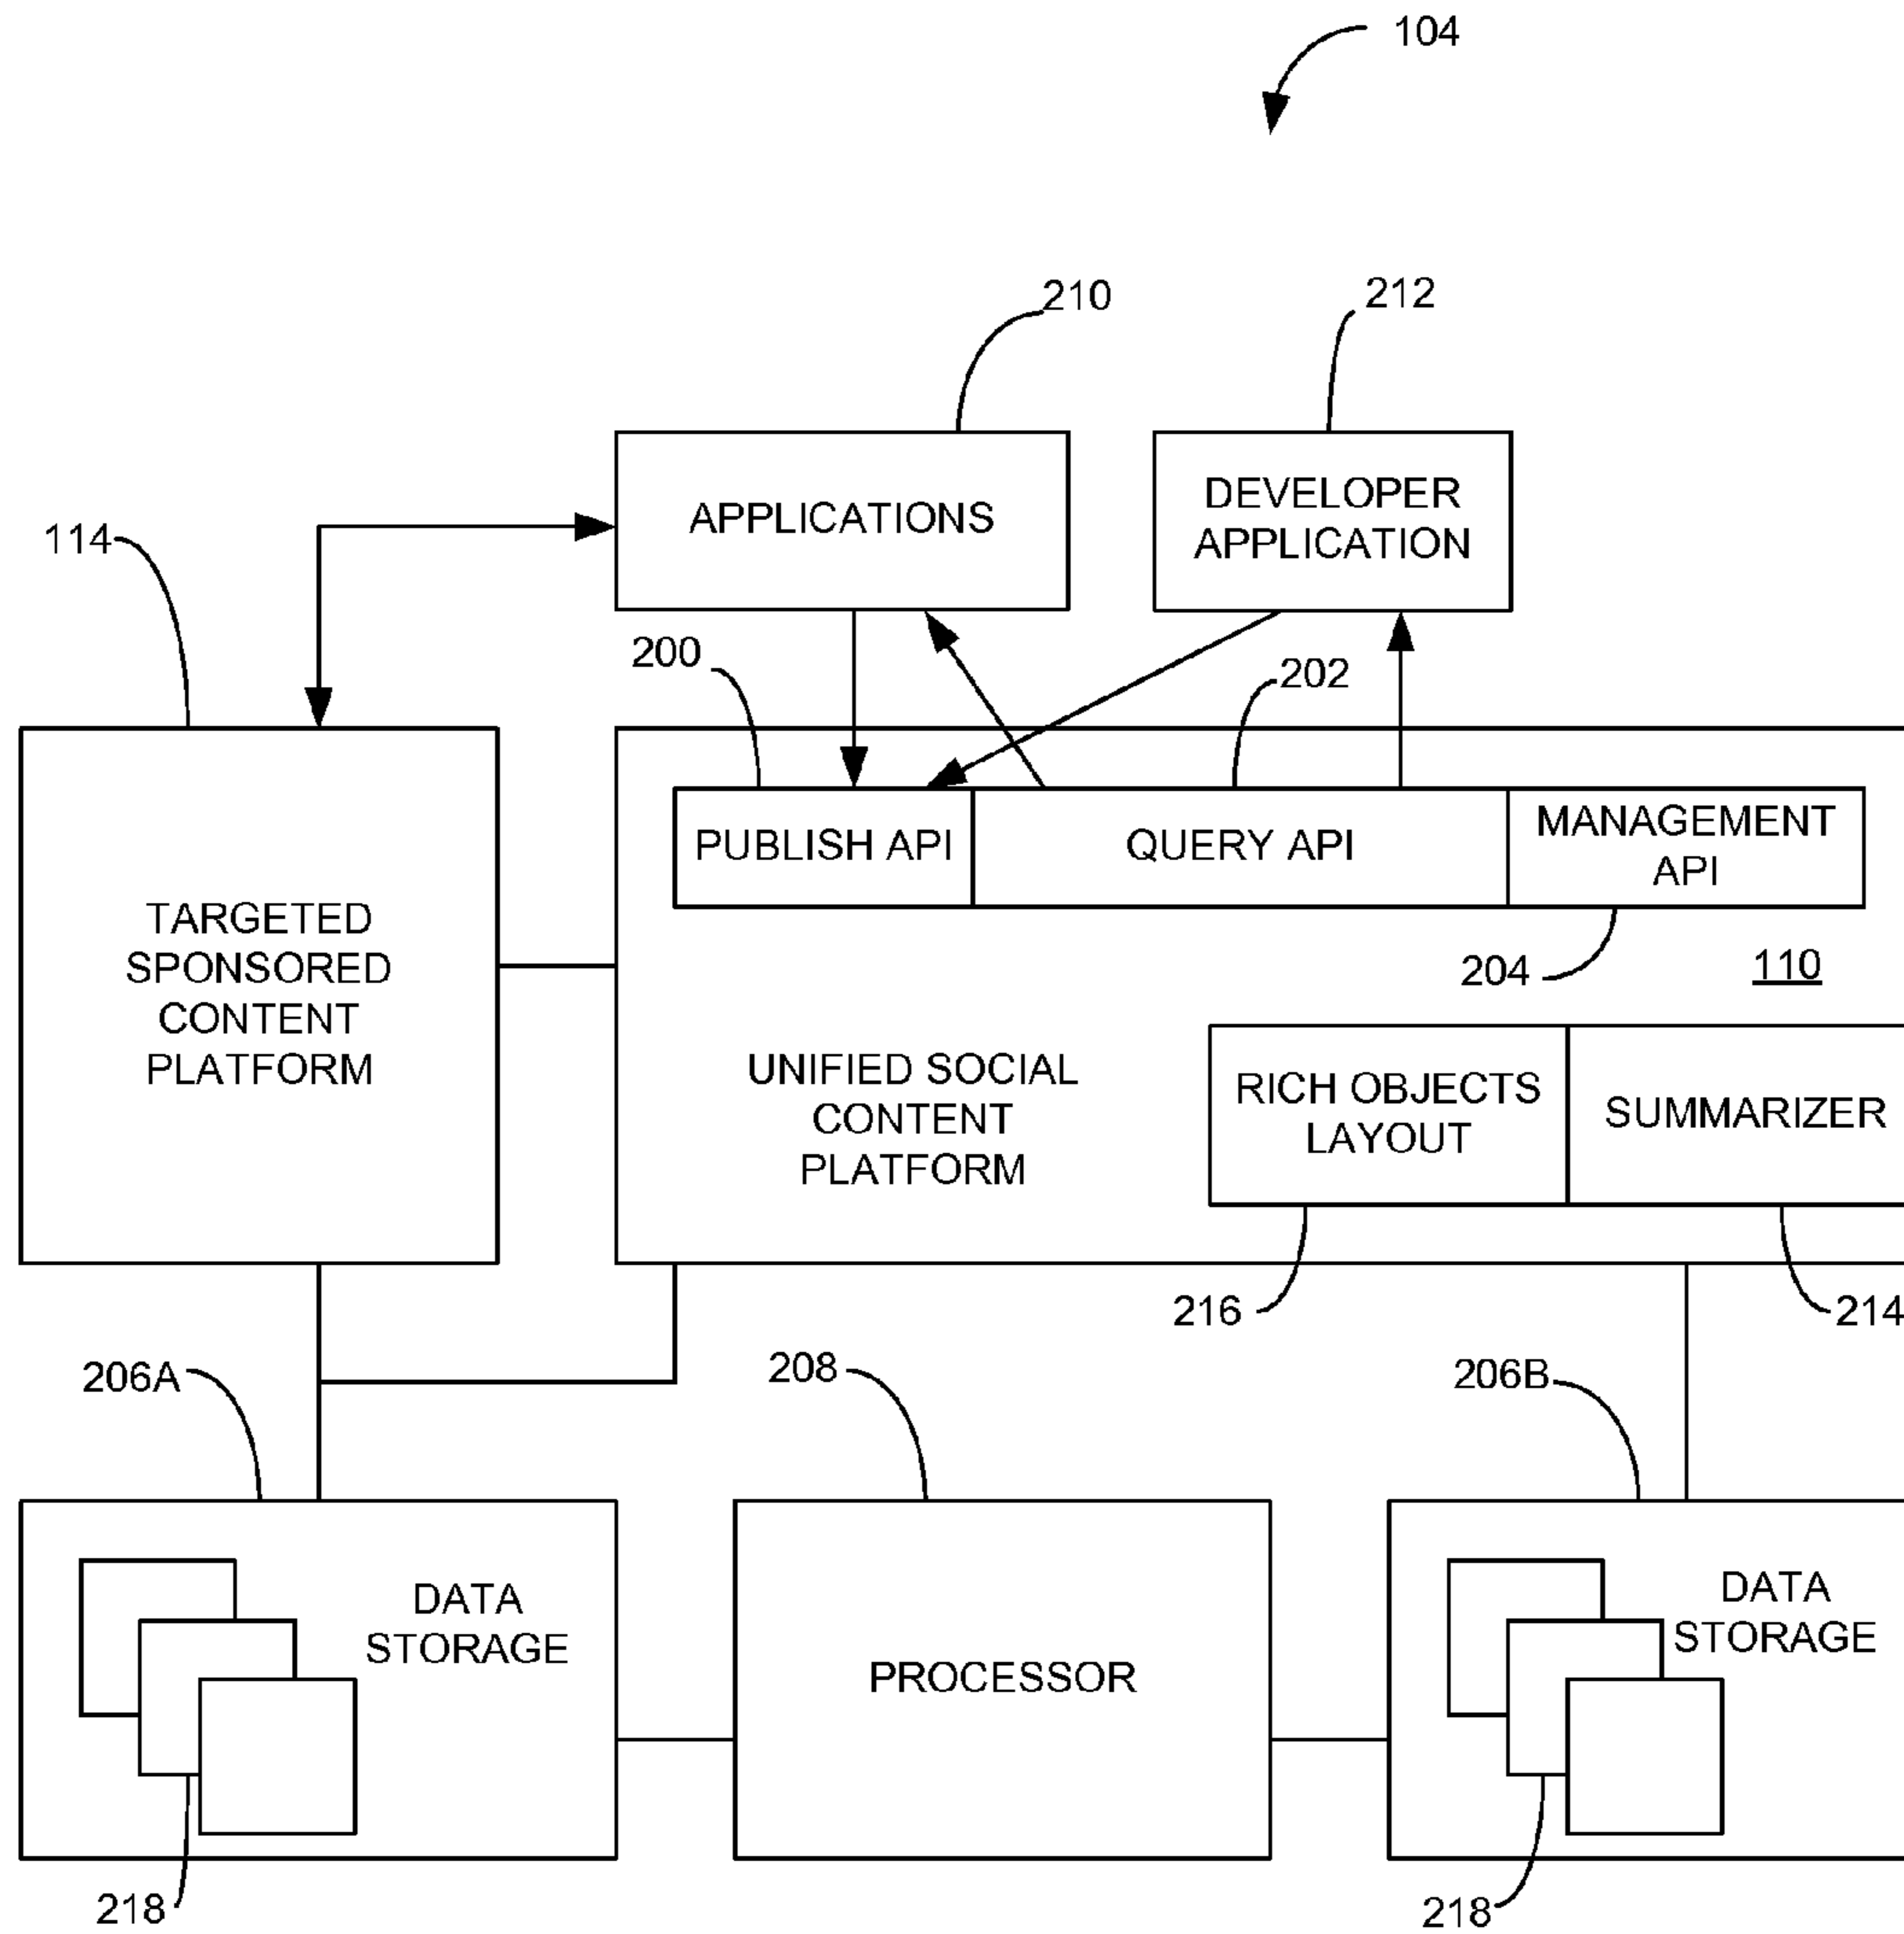 104
210
212
APPLICATIONS
DEVELOPER
APPLICATION
114
200
202
PUBLISH API
QUERY API
MANAGEMENT
API
204
110
TARGETED
SPONSORED
CONTENT
PLATFORM
UNIFIED SOCIAL
CONTENT
PLATFORM
RICH OBJECTS
LAYOUT
SUMMARIZER
216
214
206A
208
206B
DATA
STORAGE
PROCESSOR
DATA
STORAGE
218
218